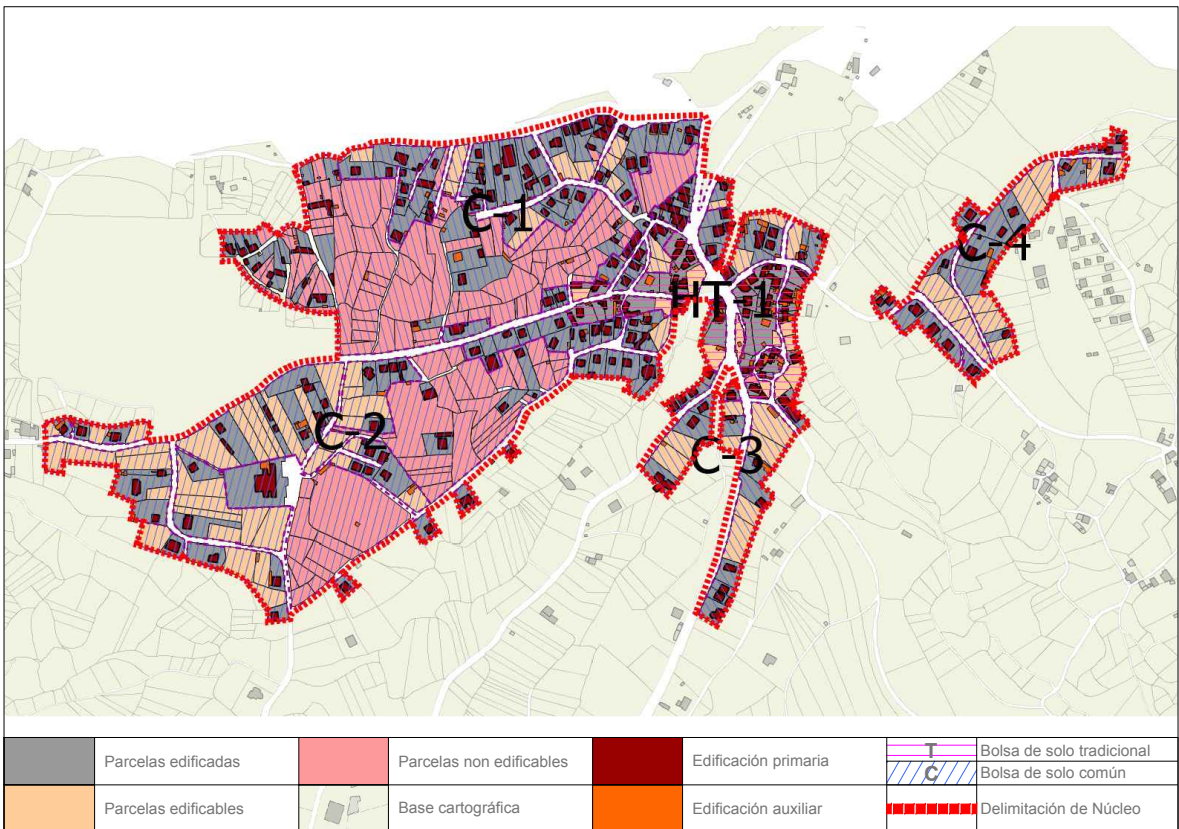 C-1
C-4
HT-1
C-2
C-3
Parcelas edificadas
Parcelas non edificables
Edificación primaria
T
Bolsa de solo tradicional
C
Bolsa de solo común
Parcelas edificables
Base cartográfica
Edificación auxiliar
Delimitación de Núcleo